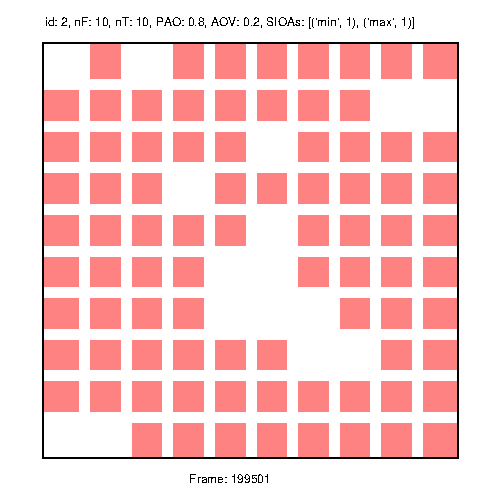 id: 2, nF: 10, nT: 10, PAO: 0.8, AOV: 0.2, SIOAs: [('min', 1), ('max', 1)]
Frame: 199501